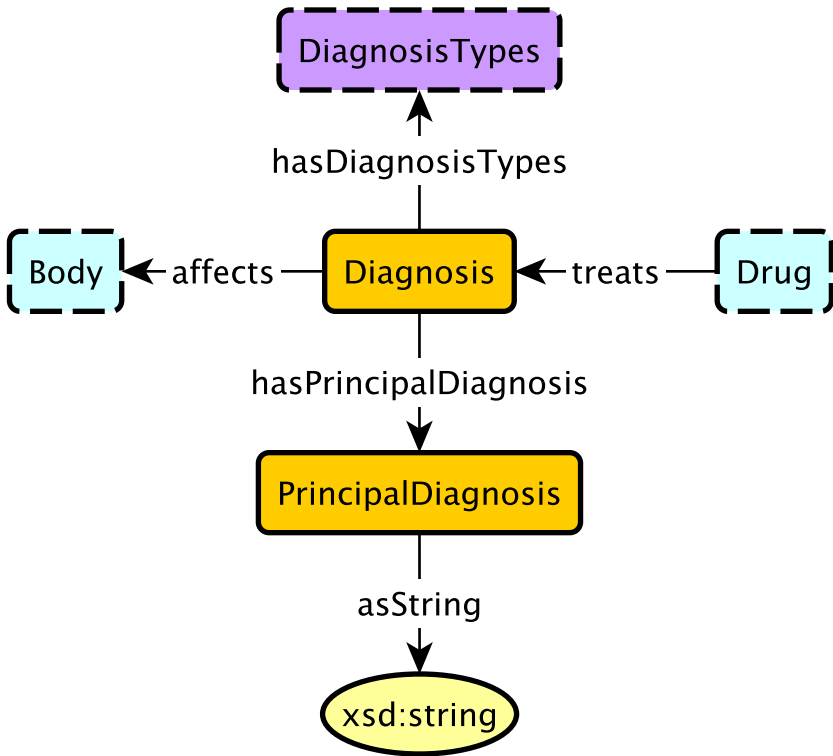 DiagnosisTypes
hasDiagnosisTypes
Body
affects
Diagnosis
treats
Drug
hasPrincipalDiagnosis
PrincipalDiagnosis
asString
xsd:string